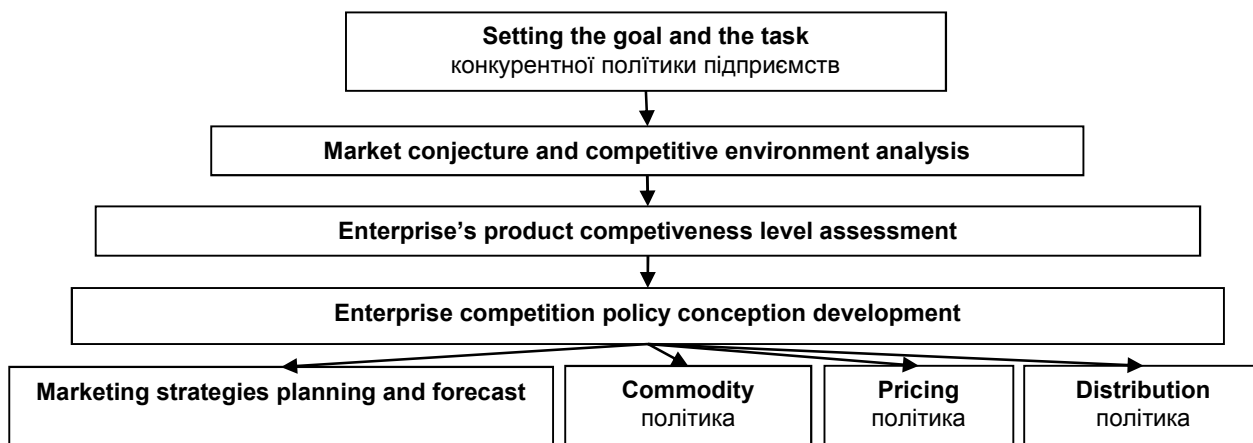 Setting the goal and the task
конкурентної полїтики підприємств
Market conjecture and competitive environment analysis
Enterprise’s product competiveness level assessment
Enterprise competition policy conception development
Marketing strategies planning and forecast
Commodity
політика
Pricing
політика
Distribution
політика